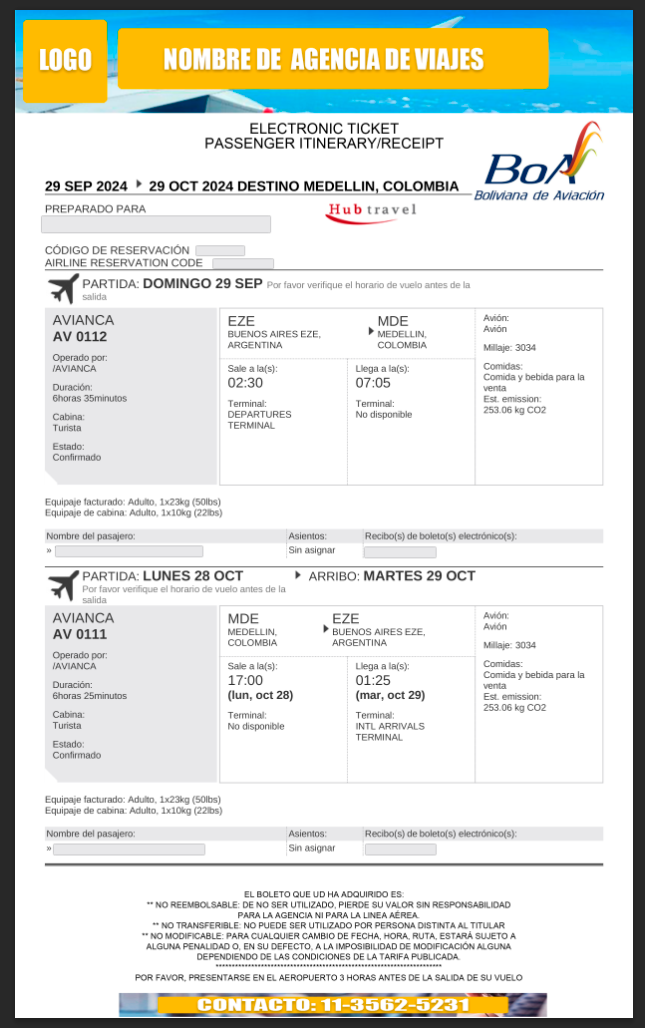 LOGO
NOMBRE DE AGENCIA DE VIAJES
ELECTRONIC TICKET
PASSENGER ITINERARY/RECEIPT
BoA
Boliviana de Aviación
29 SEP 2024 29 OCT 2024 DESTINO MEDELLIN, COLOMBIA
PREPARADO PARA
Hub travel
CÓDIGO DE RESERVACIÓN
AIRLINE RESERVATION CODE
PARTIDA: DOMINGO 29 SEP Por favor verifique el horario de vuelo antes de la
salida
AVIANCA
AV 0112
Operado por:
/AVIANCA
Duración:
6horas 35minutos
Cabina:
Turista
Estado:
Confirmado
EZE
BUENOS AIRES EZE,
ARGENTINA
MDE
MEDELLIN,
COLOMBIA
Sale a la(s):
02:30
Terminal:
DEPARTURES
TERMINAL
Llega a la(s):
07:05
Terminal:
No disponible
Avión:
Avión
Millaje: 3034
Comidas:
Comida y bebida para la
venta
Est. emission:
253.06 kg CO2
Equipaje facturado: Adulto, 1x23kg (50lbs)
Equipaje de cabina: Adulto, 1x10kg (22lbs)
Nombre del pasajero: Asientos: Recibo(s) de boleto(s) electrónico(s):
» Sin asignar
PARTIDA: LUNES 28 OCT ARRIBO: MARTES 29 OCT
Por favor verifique el horario de vuelo antes de la
salida
AVIANCA
AV 0111
Operado por:
/AVIANCA
Duración:
6horas 25minutos
Cabina:
Turista
Estado:
Confirmado
MDE
MEDELLIN,
COLOMBIA
EZE
BUENOS AIRES EZE,
ARGENTINA
Sale a la(s):
17:00
(lun, oct 28)
Terminal:
No disponible
Llega a la(s):
01:25
(mar, oct 29)
Terminal:
INTL ARRIVALS
TERMINAL
Avión:
Avión
Millaje: 3034
Comidas:
Comida y bebida para la
venta
Est. emission:
253.06 kg CO2
Equipaje facturado: Adulto, 1x23kg (50lbs)
Equipaje de cabina: Adulto, 1x10kg (22lbs)
Nombre del pasajero: Asientos: Recibo(s) de boleto(s) electrónico(s):
» Sin asignar
EL BOLETO QUE UD HA ADQUIRIDO ES:
** NO REEMBOLSABLE: DE NO SER UTILIZADO, PIERDE SU VALOR SIN RESPONSABILIDAD
PARA LA AGENCIA NI PARA LA LINEA AÉREA.
** NO TRANSFERIBLE: NO PUEDE SER UTILIZADO POR PERSONA DISTINTA AL TITULAR
** NO MODIFICABLE: PARA CUALQUIER CAMBIO DE FECHA, HORA, RUTA, ESTARÁ SUJETO A
ALGUNA PENALIDAD O, EN SU DEFECTO, A LA IMPOSIBILIDAD DE MODIFICACIÓN ALGUNA
DEPENDIENDO DE LAS CONDICIONES DE LA TARIFA PUBLICADA.
POR FAVOR, PRESENTARSE EN EL AEROPUERTO 3 HORAS ANTES DE LA SALIDA DE SU VUELO
CONTACTO: 11-3562-5231